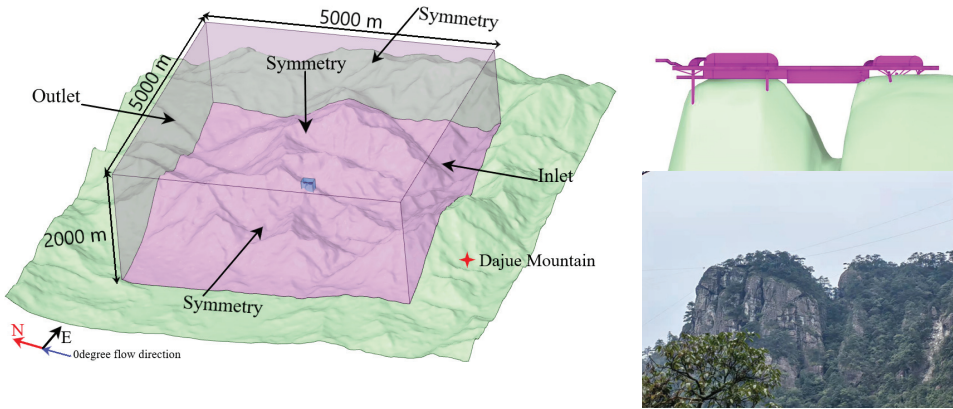 5000 m
Symmetry
Symmetry
5000 m
Outlet
Inlet
2000 m
Dajue Mountain
Symmetry
N
E
0degree flow direction